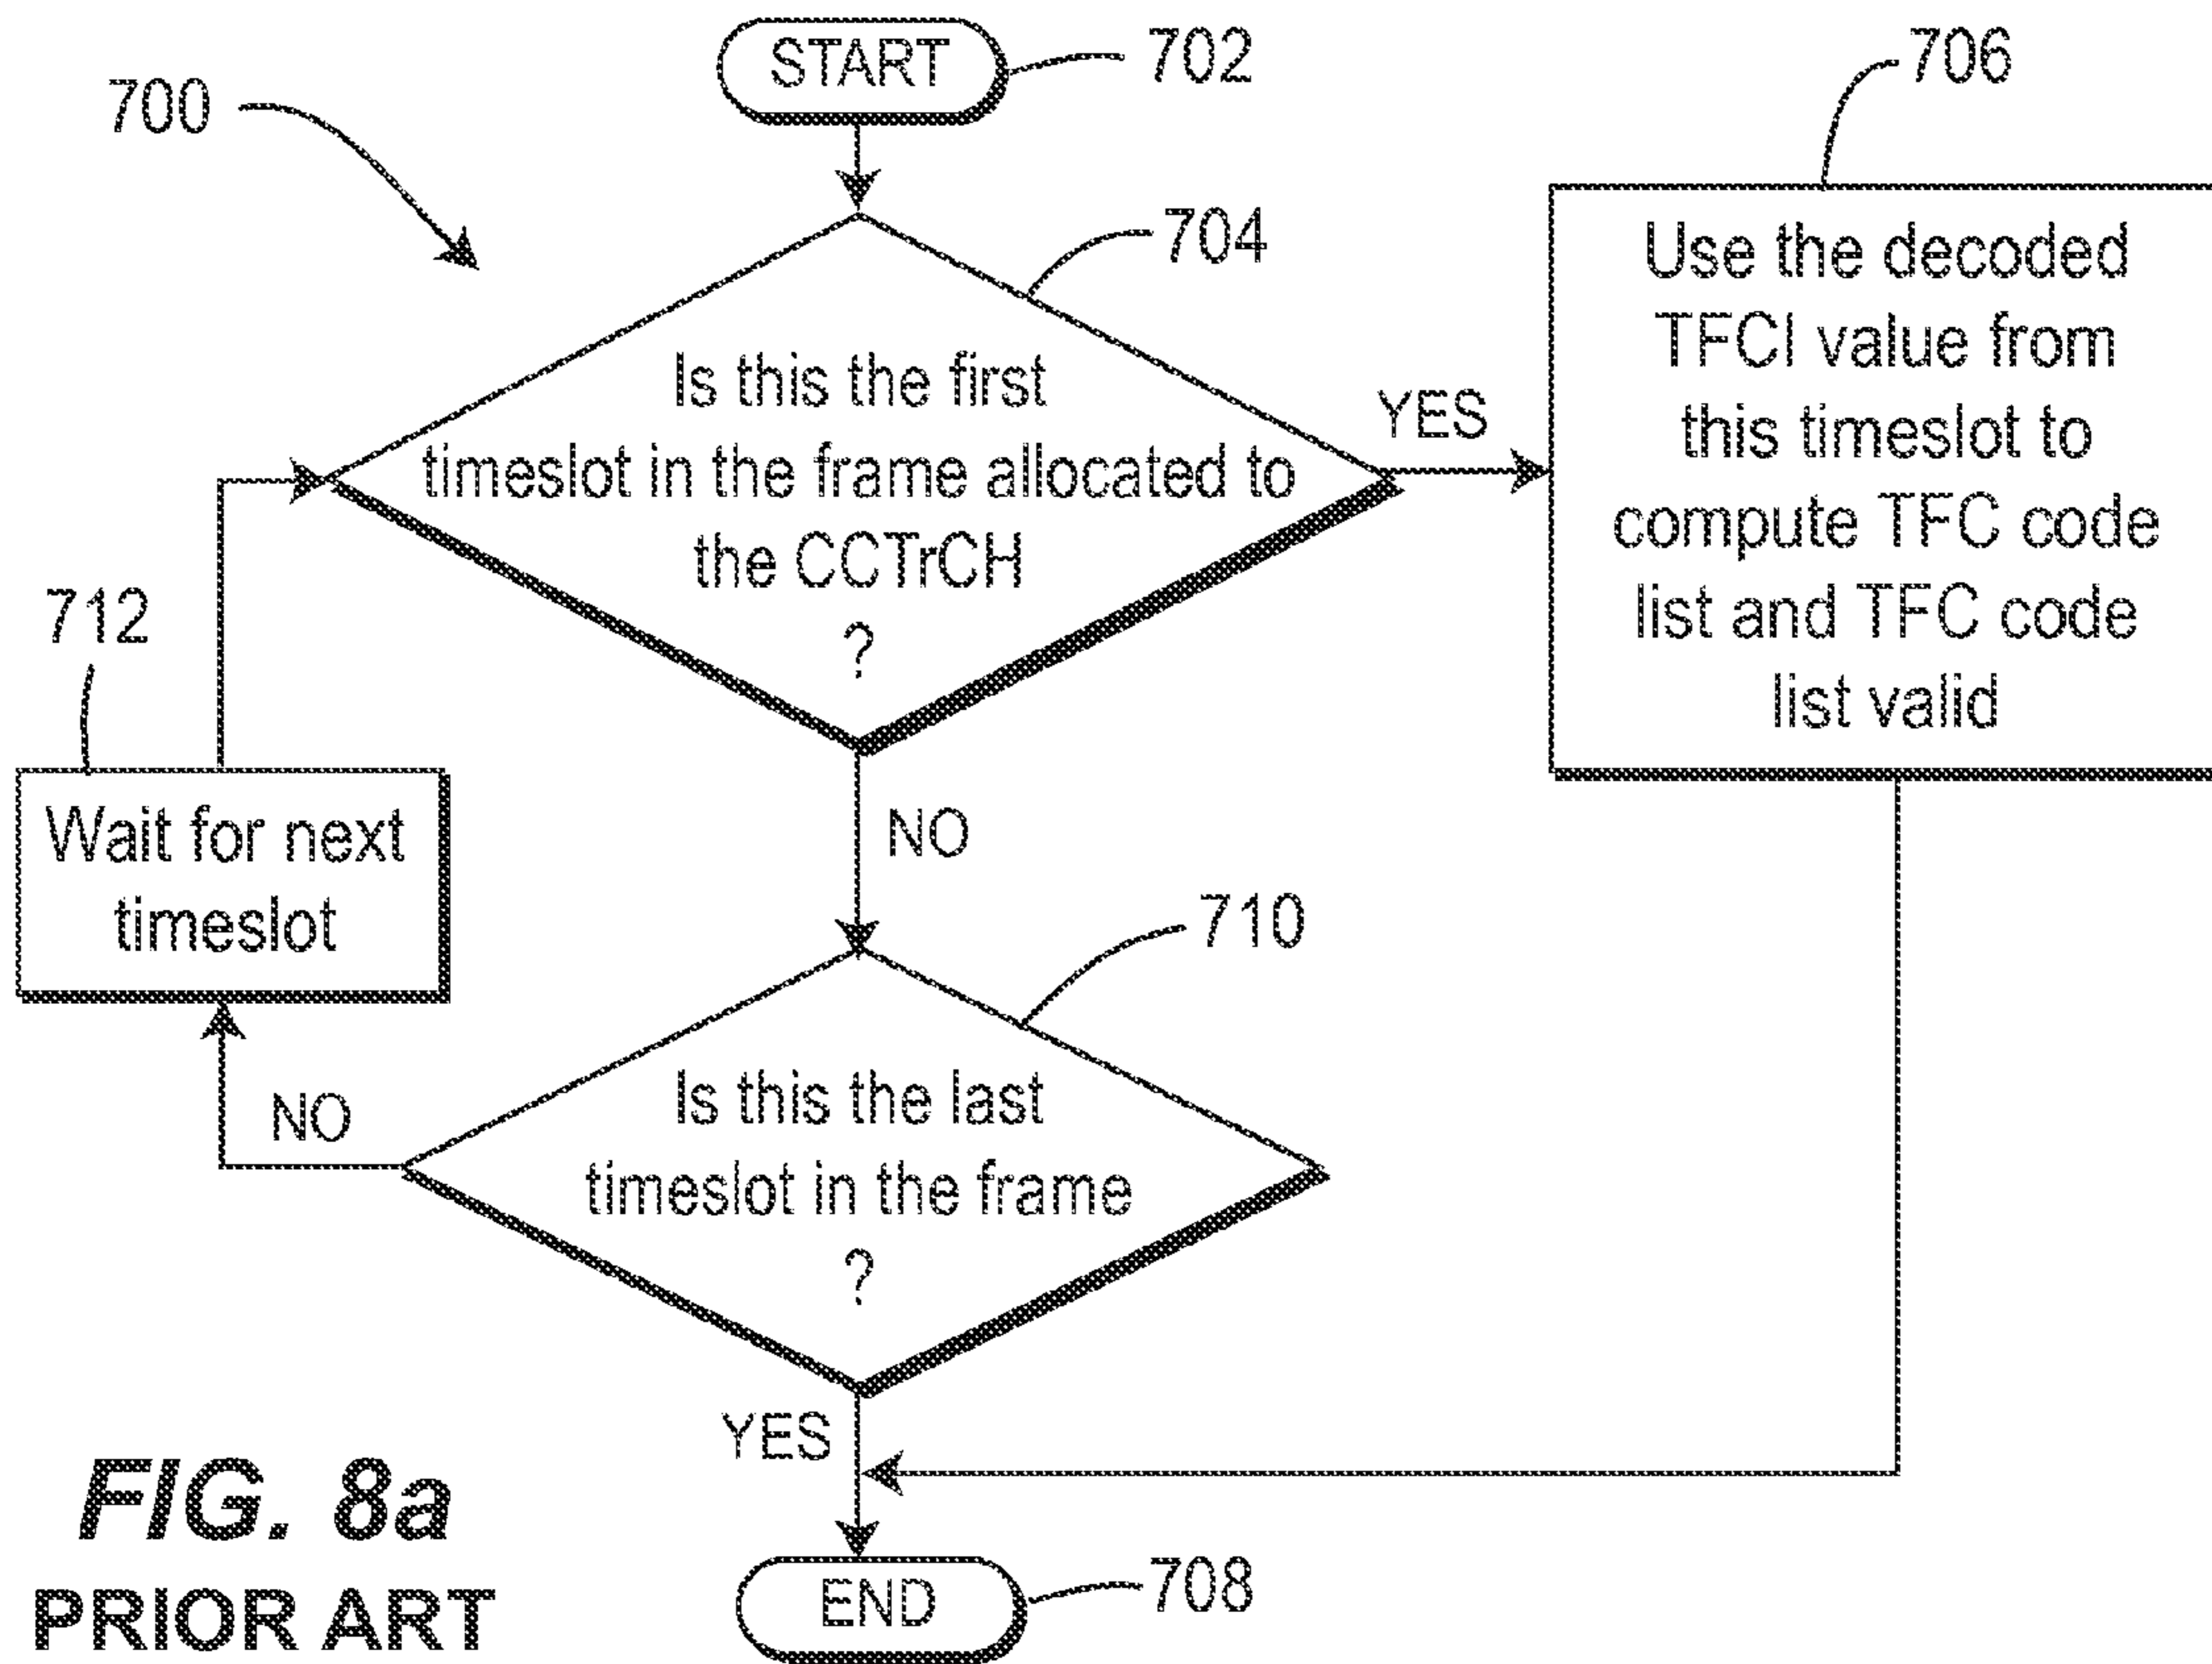 START
702
700
704
706
Is this the first
timeslot in the frame allocated to
the CCTrCH
?
YES
Use the decoded
TFCI value from
this timeslot to
compute TFC code
list and TFC code
list valid
712
Wait for next
timeslot
NO
710
Is this the last
timeslot in the frame
?
NO
YES
END
708
FIG. 8a
PRIOR ART